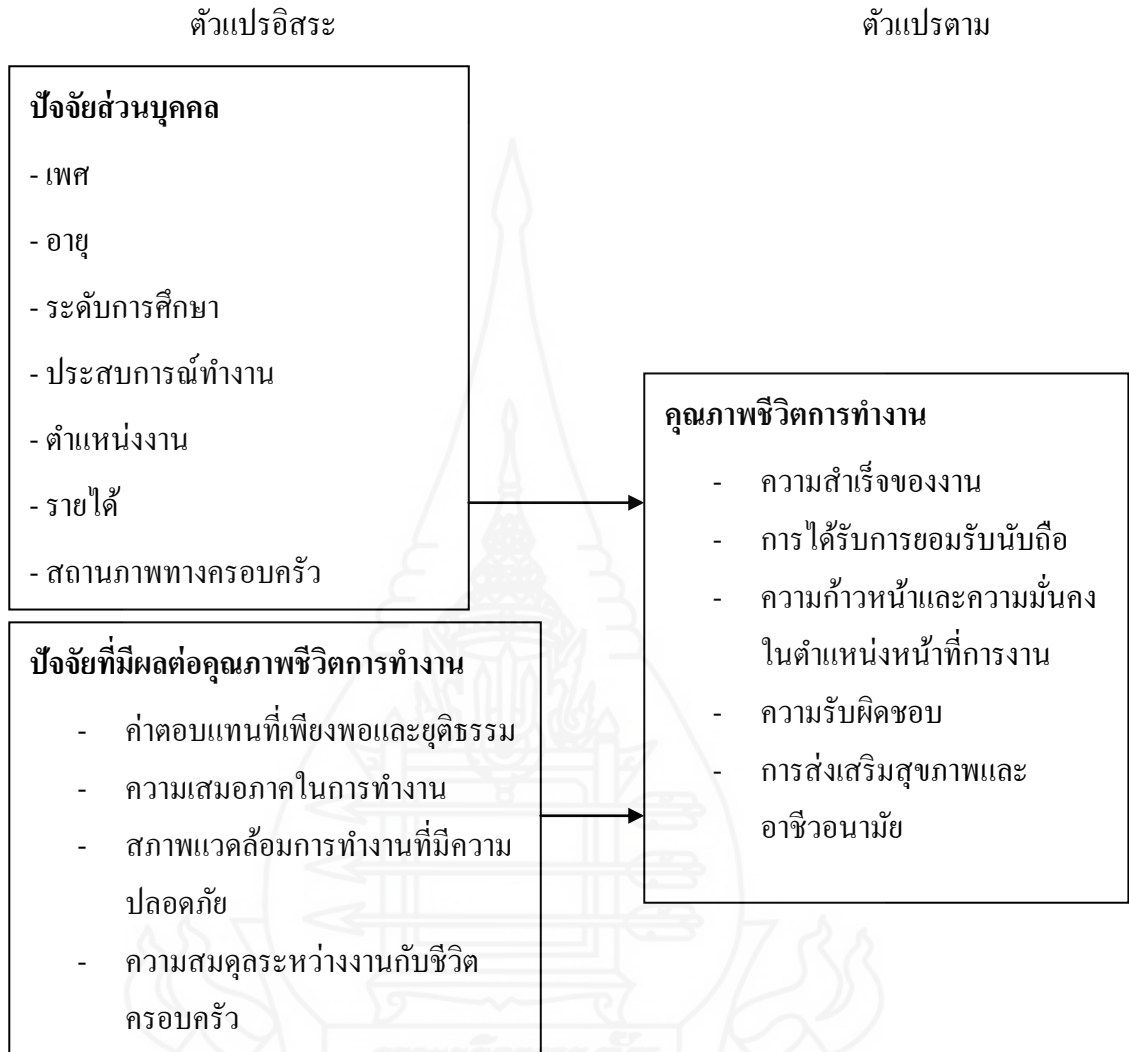 ตัวแปรอิสระ
ตัวแปรตาม
ปัจจัยส่วนบุคคล
- เพศ
- อายุ
- ระดับการศึกษา
- ประสบการณ์ทำงาน
- ตำแหน่งงาน
- รายได้
- สถานภาพทางครอบครัว
ปัจจัยที่มีผลต่อคุณภาพชีวิตการทำงาน
- ค่าตอบแทนที่เพียงพอและยุติธรรม
- ความเสมอภาคในการทำงาน
- สภาพแวดล้อมการทำงานที่มีความ
ปลอดภัย
- ความสมดุลระหว่างงานกับชีวิต
ครอบครัว
คุณภาพชีวิตการทำงาน
- ความสำเร็จของงาน
- การได้รับการยอมรับนับถือ
- ความก้าวหน้าและความมั่นคง
ในตำแหน่งหน้าที่การงาน
- ความรับผิดชอบ
- การส่งเสริมสุขภาพและ
อาชีวอนามัย